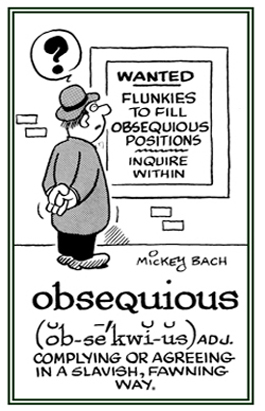 ?
WANTED
FLUNKIES
TO FILL
OBSEQUIOUS
POSITIONS
INQUIRE
WITHIN
MICKEY BACH
obsequious
(ŏb-sē′kwĭ-ŭs) ADJ.
COMPLYING OR AGREEING
IN A SLAVISH, FAWNING
WAY.